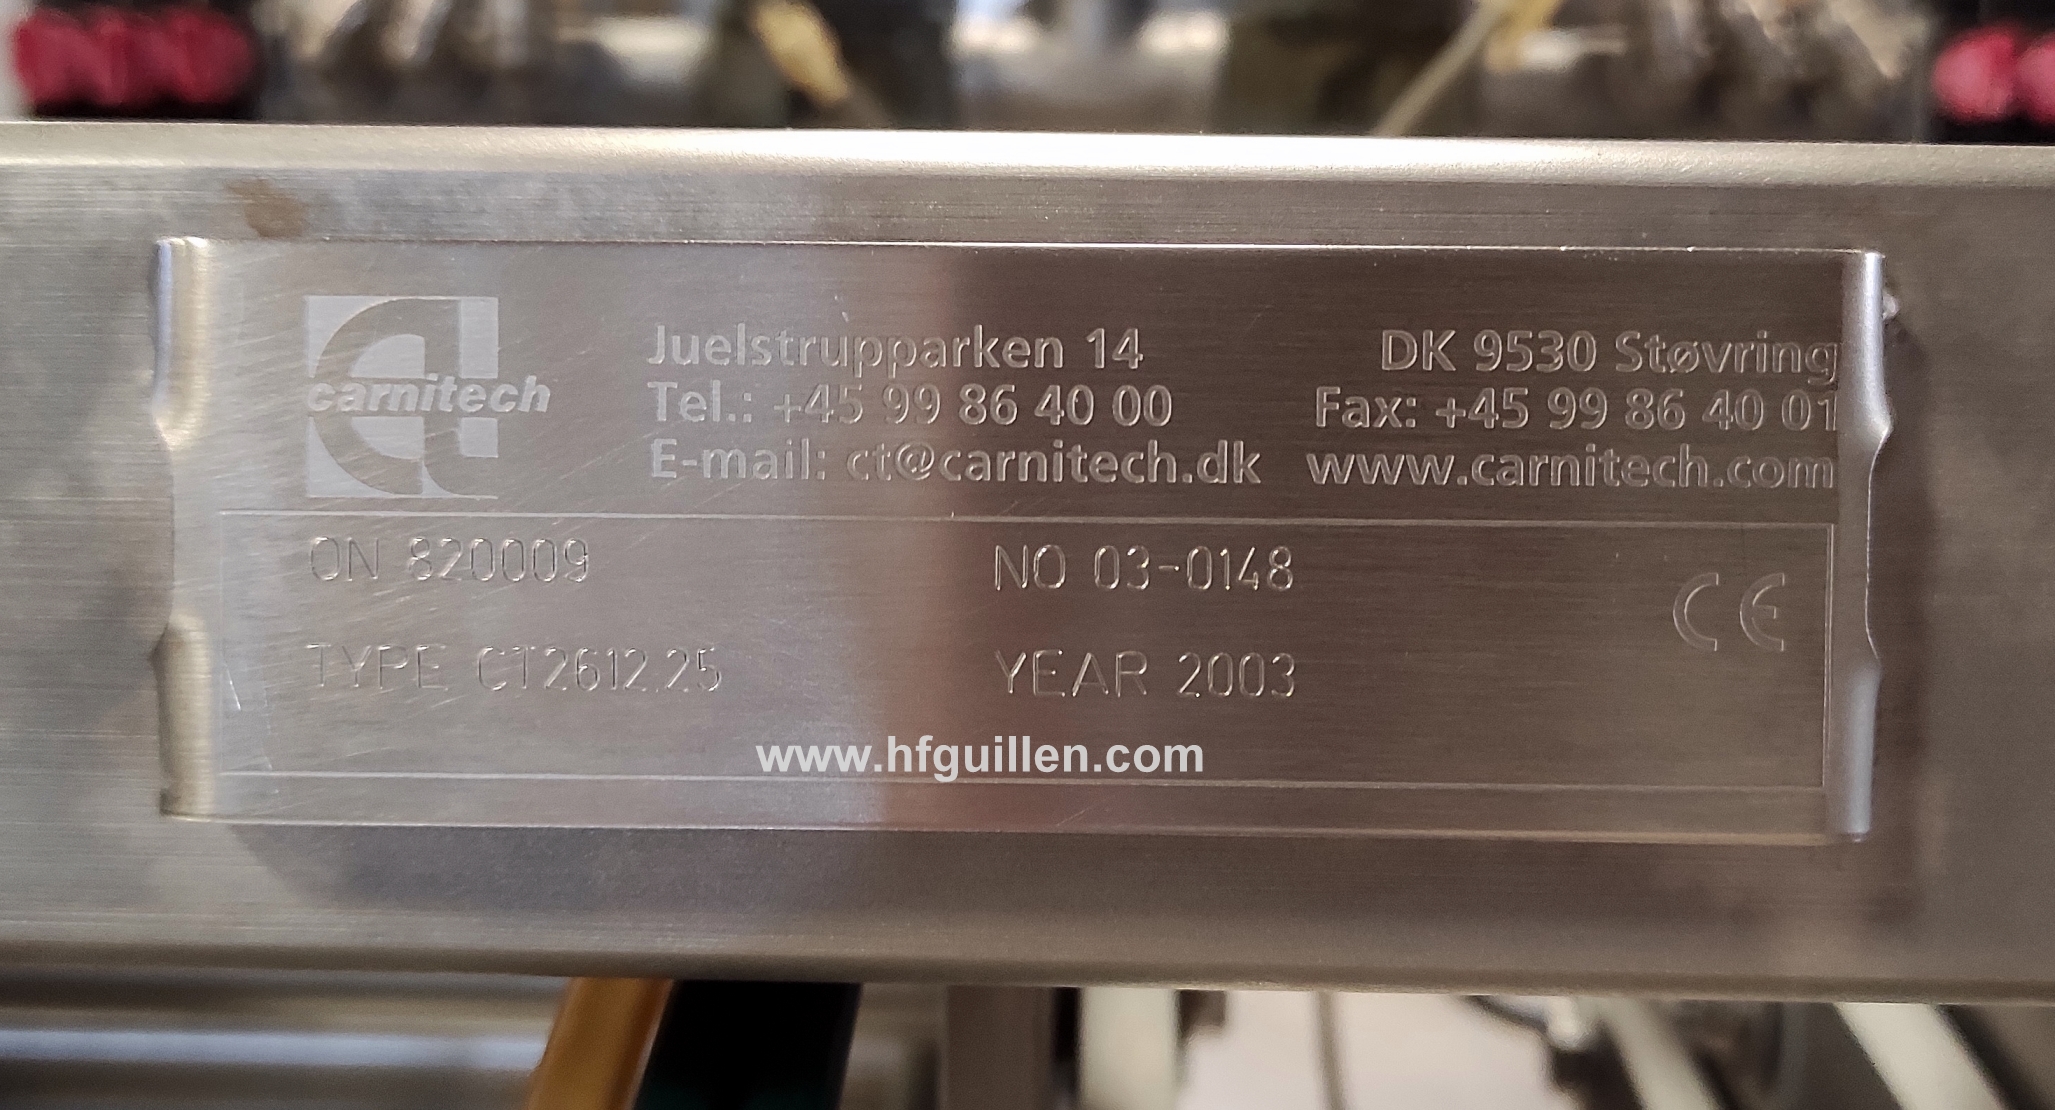 carnitech
Juelstrupparken 14 DK 9530 Støvring
Tel.: +45 99 86 40 00 Fax: +45 99 86 40 01
E-mail: ct@carnitech.dk www.carnitech.com
ON 820009 NO 03-0148
CE
TYPE CT2612.25 YEAR 2003
www.hfguillen.com